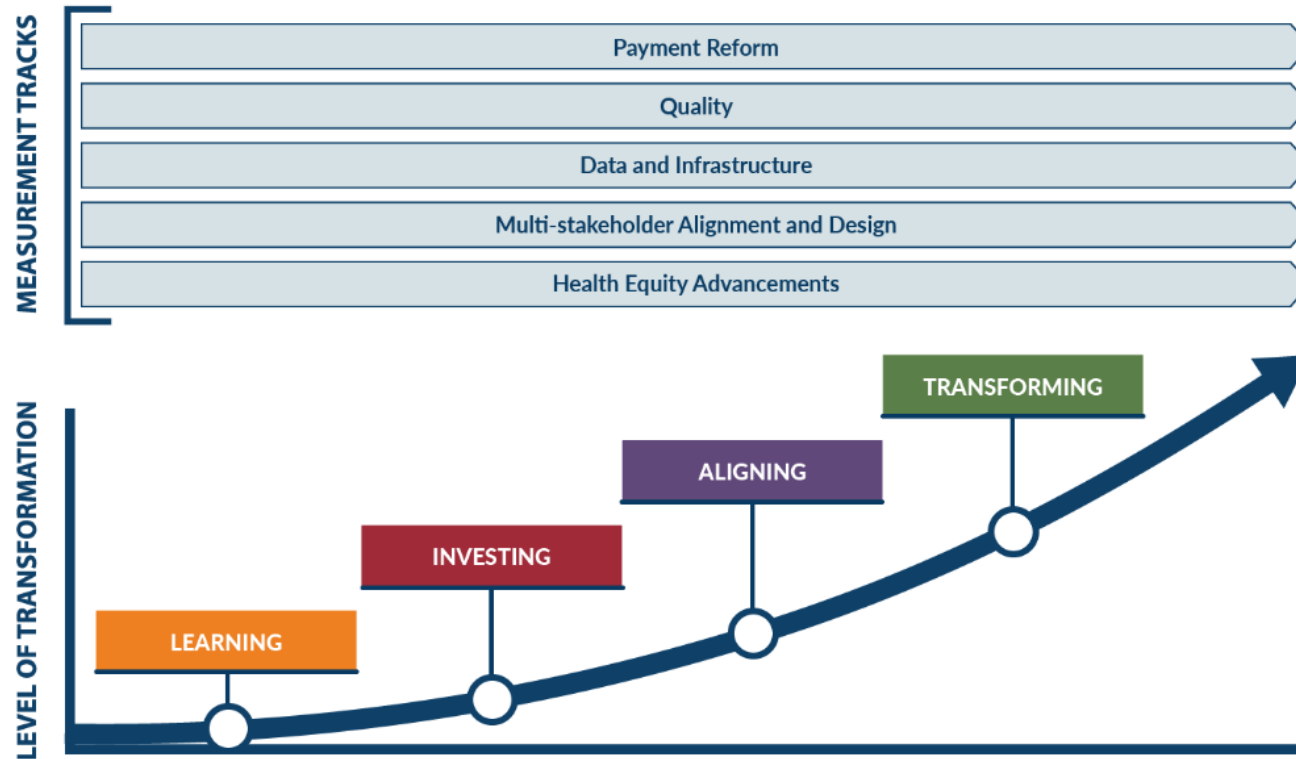 MEASUREMENT TRACKS
Payment Reform
Quality
Data and Infrastructure
Multi-stakeholder Alignment and Design
Health Equity Advancements
LEVEL OF TRANSFORMATION
TRANSFORMING
ALIGNING
INVESTING
LEARNING